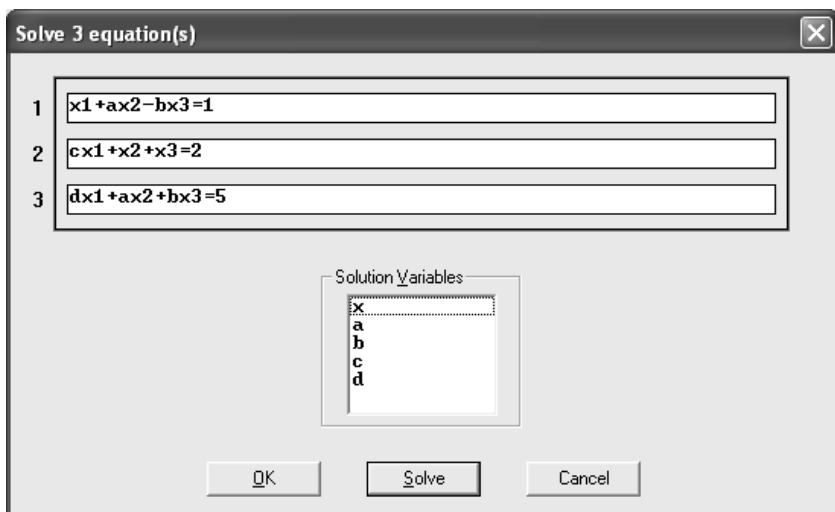 Solve 3 equation(s)
1 x1+ax2-bx3=1
2 cx1+x2+x3=2
3 dx1+ax2+bx3=5
Solution Variables
x
a
b
c
d
OK Solve Cancel